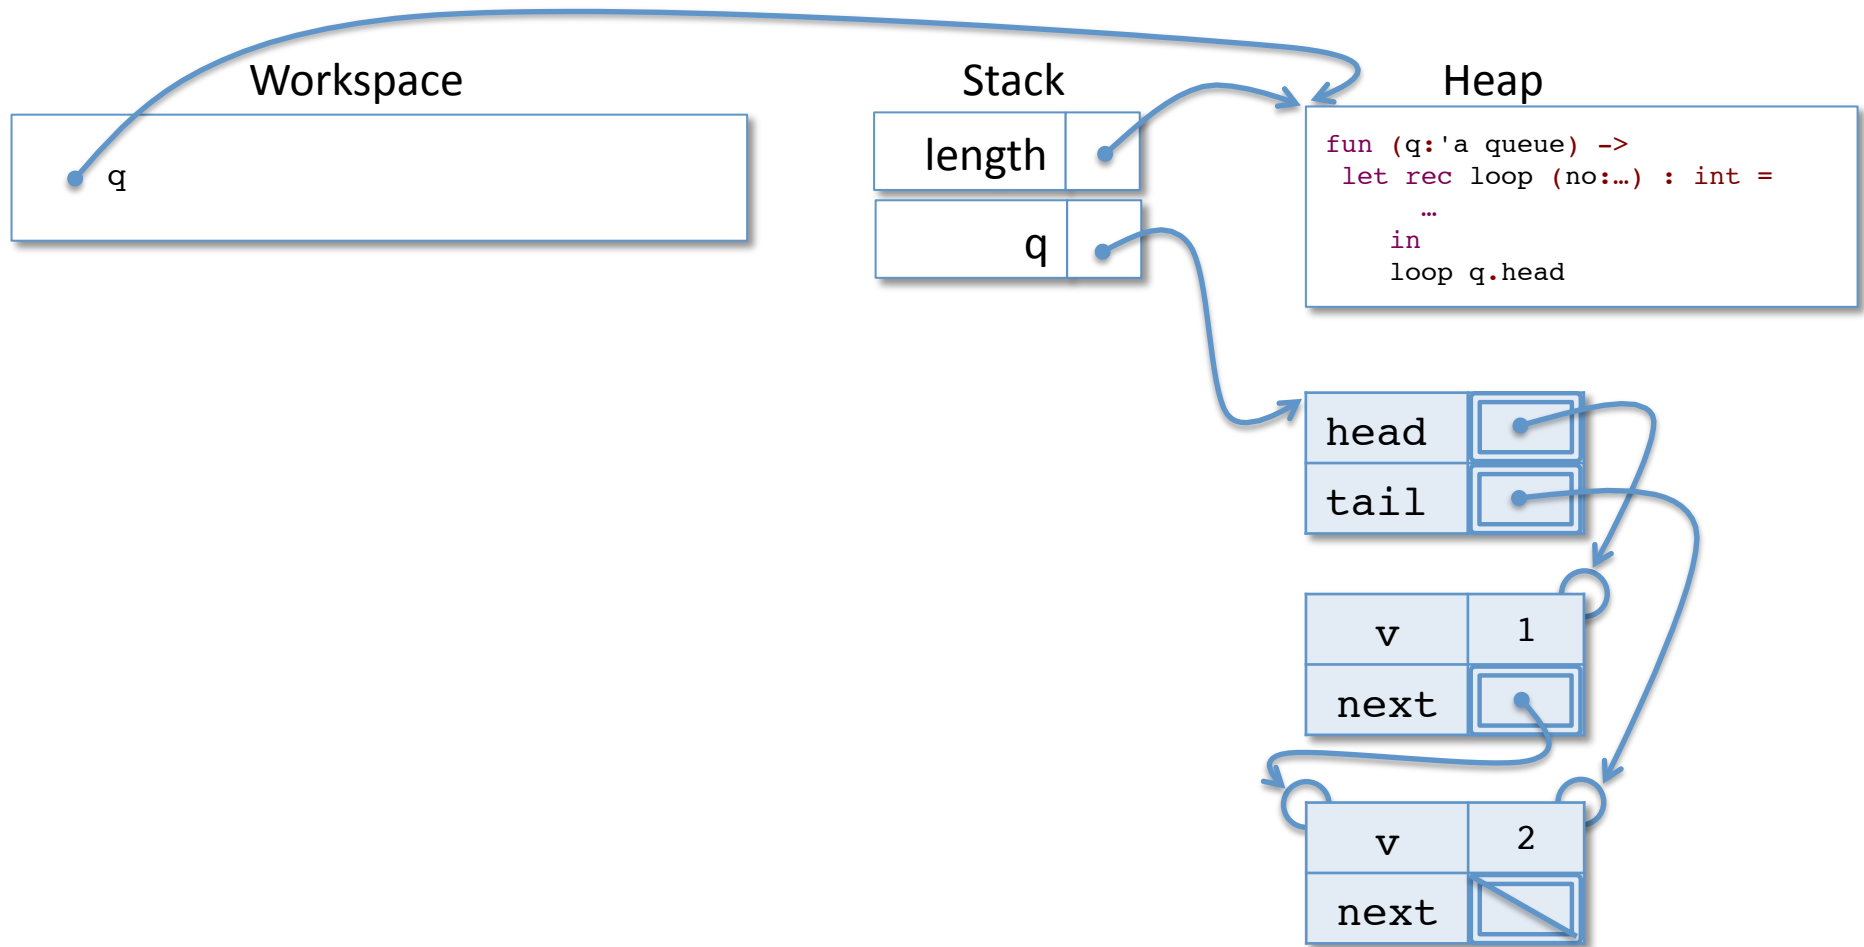 Workspace
q
Stack
length
q
Heap
fun (q:'a queue) ->
let rec loop (no:…) : int =
…
in
loop q.head
head
tail
v 1
next
v 2
next